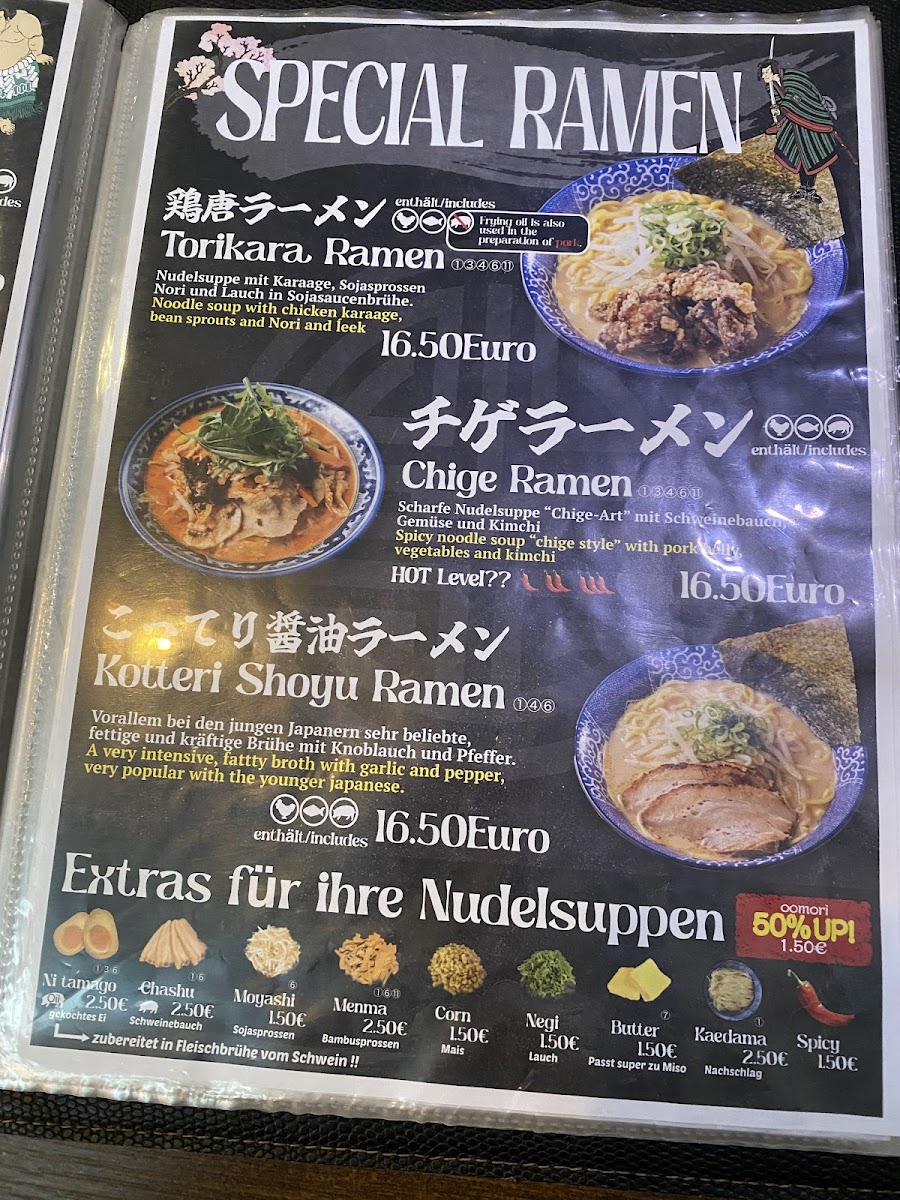 des
SPECIAL RAMEN
鶏唐ラーメン
enthält/includes
Frying oil is also
used in the
preparation of pork.
Torikara Ramen ①③④⑥⑪
Nudelsuppe mit Karaage, Sojasprossen
Nori und Lauch in Sojasaucenbrühe.
Noodle soup with chicken karaage,
bean sprouts and Nori and leek
16.50Euro
チゲラーメン
enthält/includes
Chige Ramen ①③④⑥⑪
Scharfe Nudelsuppe “Chige-Art” mit Schweinebauch,
Gemüse und Kimchi
Spicy noodle soup “chige style” with pork belly,
vegetables and kimchi
HOT Level??
16.50Euro
こってり醤油ラーメン
Kotteri Shoyu Ramen ①④⑥
Vorallem bei den jungen Japanern sehr beliebte,
fettige und kräftige Brühe mit Knoblauch und Pfeffer.
A very intensive, fattty broth with garlic and pepper,
very popular with the younger japanese.
enthält/includes
16.50Euro
Extras für ihre Nudelsuppen
oomori
50%UP!
1.50€
①③⑥
Ni tamago
2.50€
gekochtes Ei
①⑥
Chashu
2.50€
Schweinebauch
⑥
Moyashi
1.50€
Sojasprossen
①⑥⑪
Menma
2.50€
Bambusprossen
Corn
1.50€
Mais
Negi
1.50€
Lauch
⑦
Butter
1.50€
Passt super zu Miso
①
Kaedama
2.50€
Nachschlag
Spicy
1.50€
zubereitet in Fleischbrühe vom Schwein !!